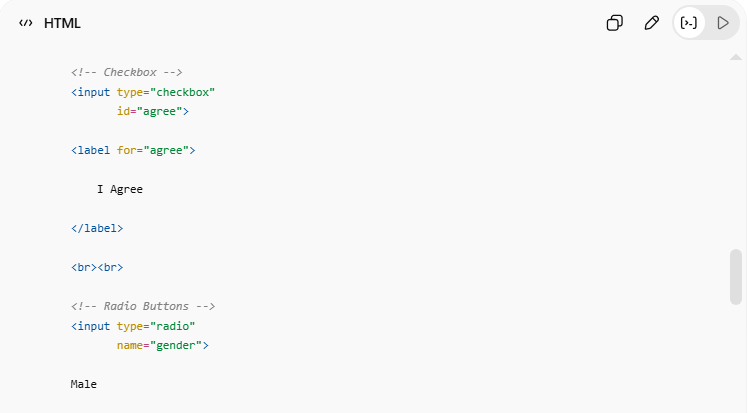 HTML
<!-- Checkbox -->
<input type="checkbox"
id="agree">
<label for="agree">
I Agree
</label>
<br><br>
<!-- Radio Buttons -->
<input type="radio"
name="gender">
Male